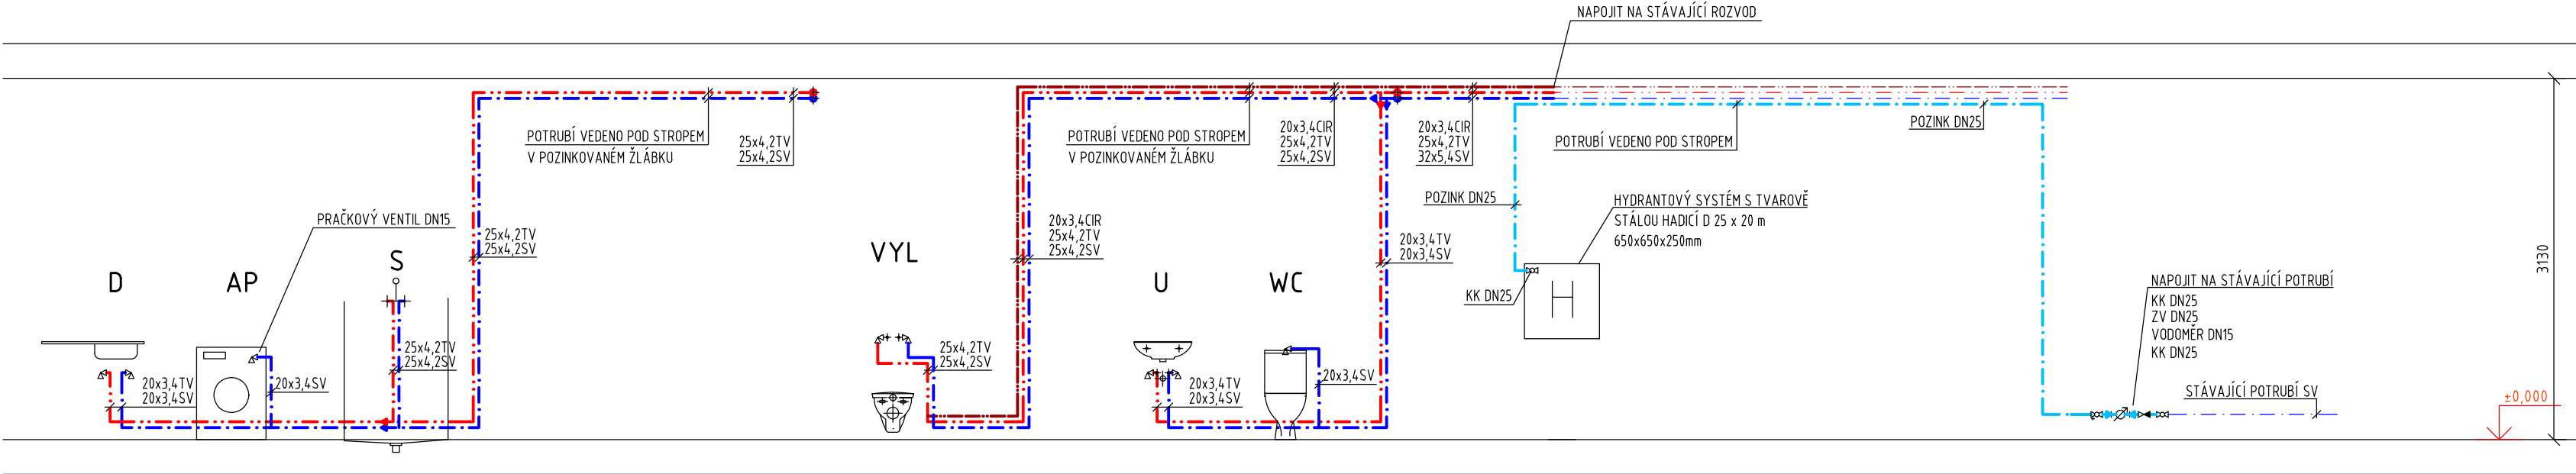 NAPOJIT NA STÁVAJÍCÍ ROZVOD
POTRUBÍ VEDENO POD STROPEM
V POZINKOVANÉM ŽLÁBKU
25x4,2TV
25x4,2SV
POTRUBÍ VEDENO POD STROPEM
V POZINKOVANÉM ŽLÁBKU
20x3,4CIR
25x4,2TV
25x4,2SV
20x3,4CIR
25x4,2TV
32x5,4SV
POTRUBÍ VEDENO POD STROPEM
POZINK DN25
POZINK DN25
HYDRANTOVÝ SYSTÉM S TVAROVĚ
STÁLOU HADICÍ D 25 x 20 m
650x650x250mm
PRAČKOVÝ VENTIL DN15
25x4,2TV
25x4,2SV
20x3,4CIR
25x4,2TV
25x4,2SV
20x3,4TV
20x3,4SV
D
AP
S
VYL
U
WC
KK DN25
H
NAPOJIT NA STÁVAJÍCÍ POTRUBÍ
KK DN25
ZV DN25
VODOMĚR DN15
KK DN25
3130
25x4,2TV
25x4,2SV
25x4,2TV
25x4,2SV
20x3,4TV
20x3,4SV
20x3,4SV
20x3,4TV
20x3,4SV
20x3,4SV
STÁVAJÍCÍ POTRUBÍ SV
±0,000